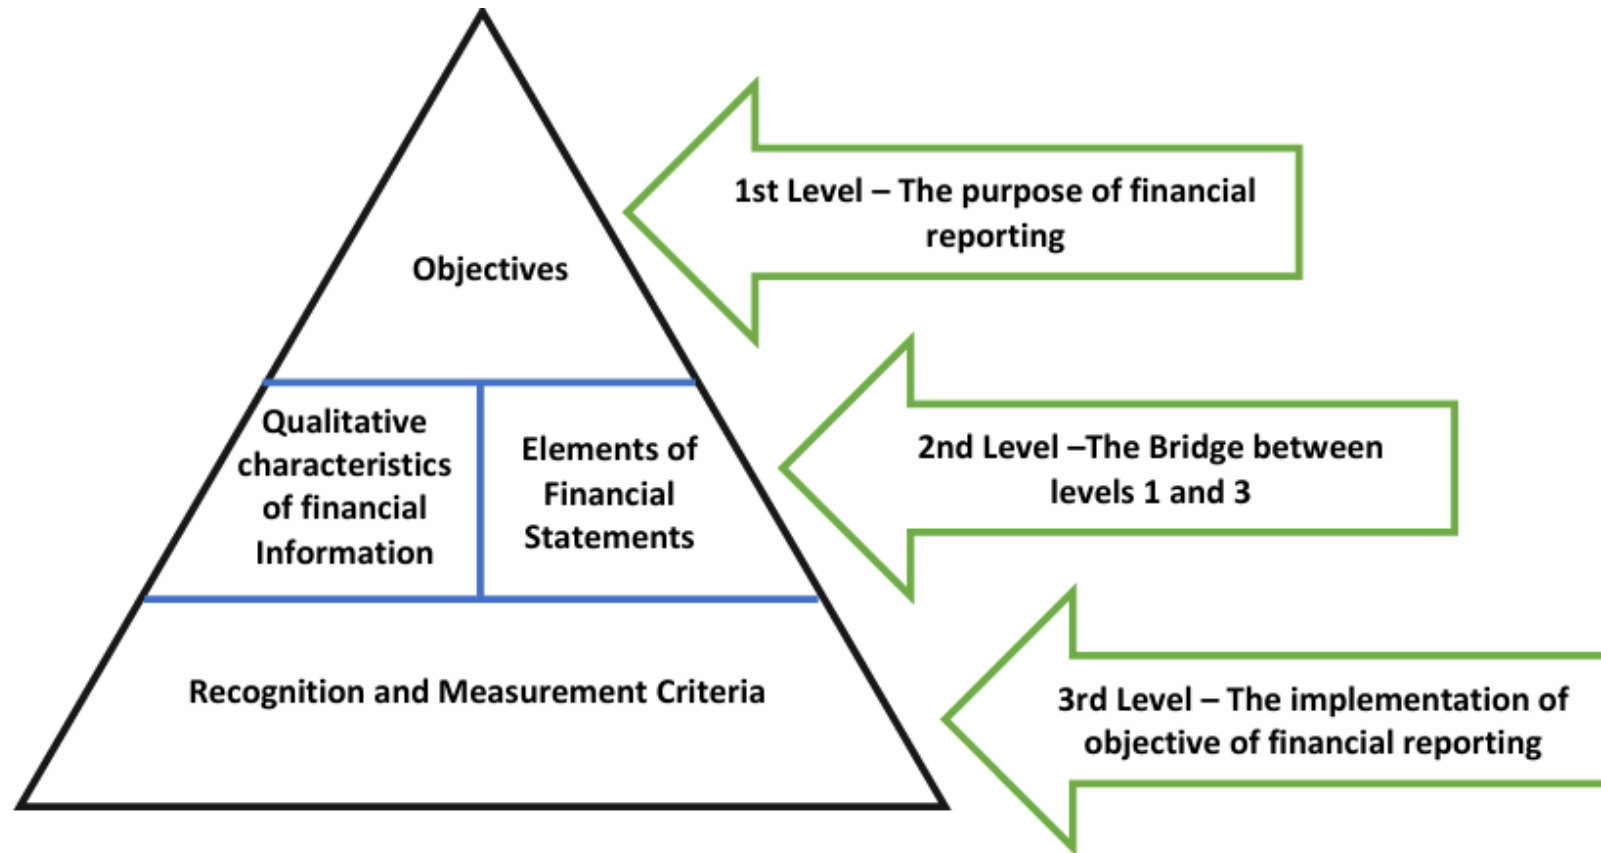 1st Level – The purpose of financial
reporting
Objectives
Qualitative
characteristics
of financial
Information
Elements of
Financial
Statements
2nd Level –The Bridge between
levels 1 and 3
Recognition and Measurement Criteria
3rd Level – The implementation of
objective of financial reporting